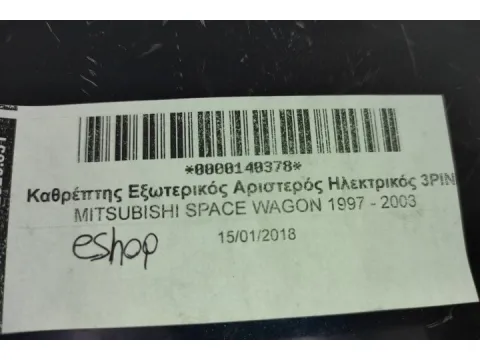 *0000140378*
Καθρέπτης Εξωτερικός Αριστερός Ηλεκτρικός 3PIN
MITSUBISHI SPACE WAGON 1997 - 2003
eshop
15/01/2018